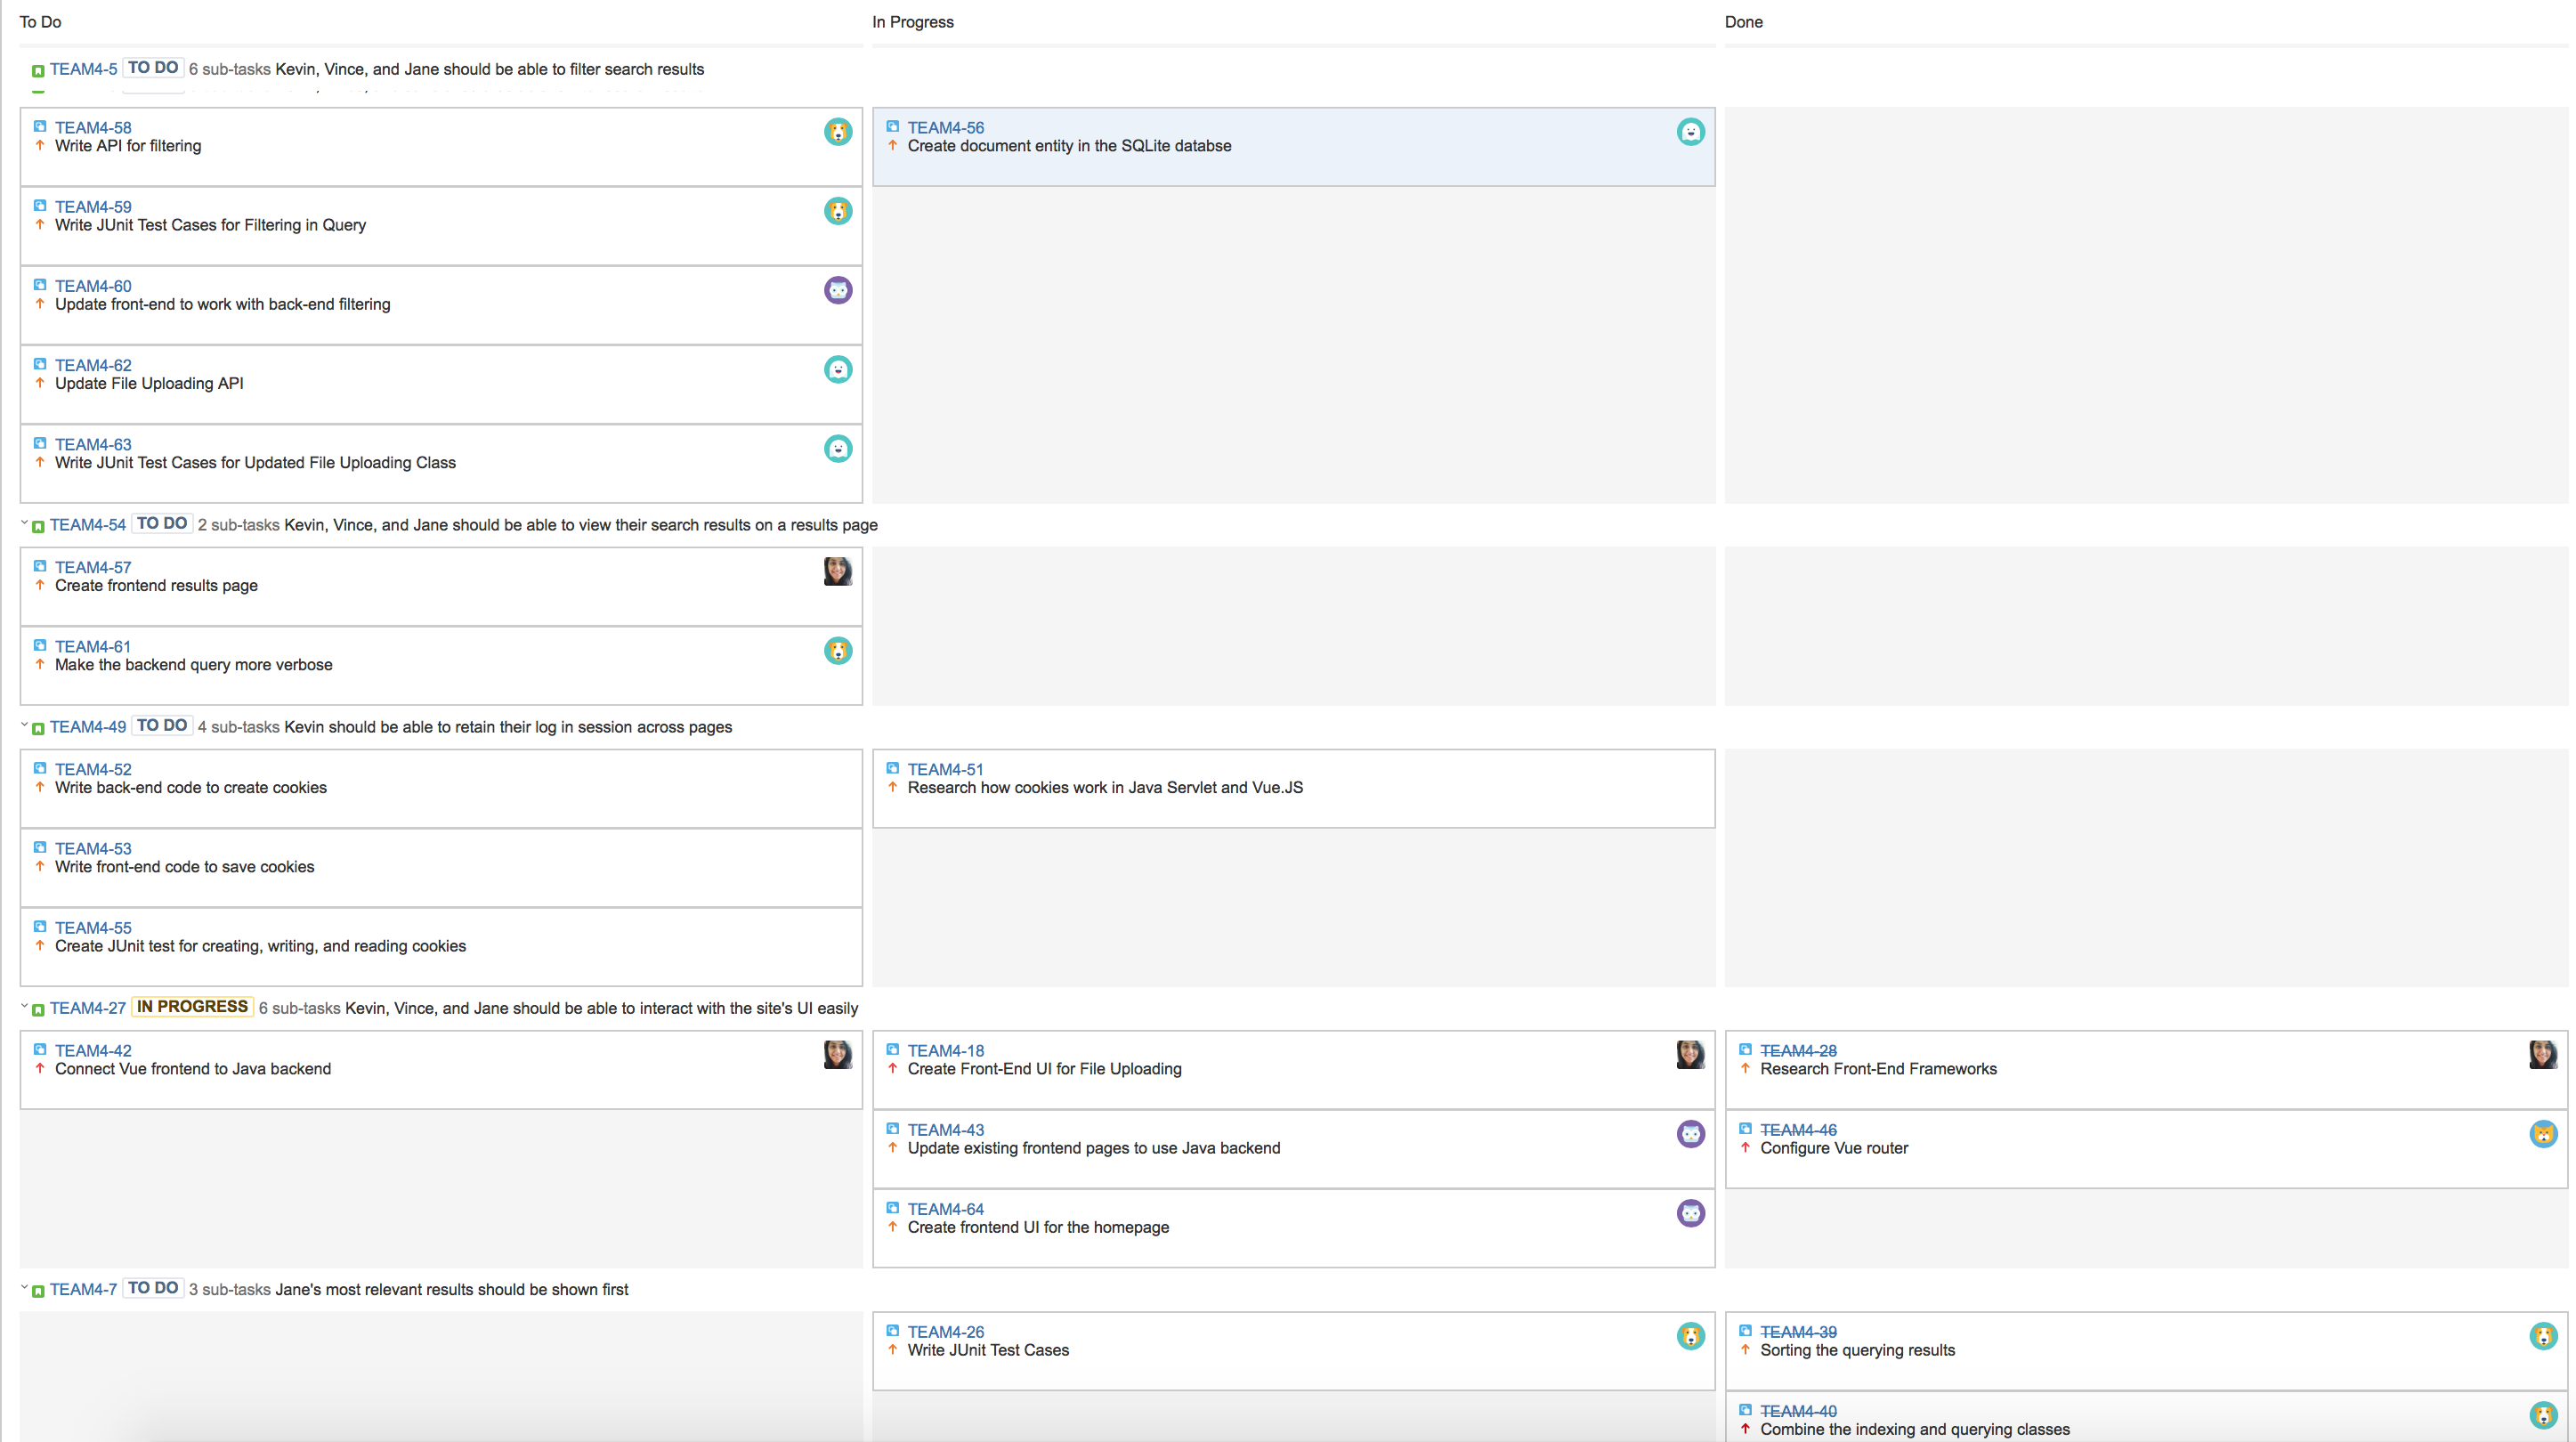 To Do
In Progress
Done
TEAM4-5 TO DO 6 sub-tasks Kevin, Vince, and Jane should be able to filter search results
TEAM4-58
Write API for filtering
TEAM4-59
Write JUnit Test Cases for Filtering in Query
TEAM4-60
Update front-end to work with back-end filtering
TEAM4-62
Update File Uploading API
TEAM4-63
Write JUnit Test Cases for Updated File Uploading Class
TEAM4-56
Create document entity in the SQLite databse
TEAM4-54 TO DO 2 sub-tasks Kevin, Vince, and Jane should be able to view their search results on a results page
TEAM4-57
Create frontend results page
TEAM4-61
Make the backend query more verbose
TEAM4-49 TO DO 4 sub-tasks Kevin should be able to retain their log in session across pages
TEAM4-52
Write back-end code to create cookies
TEAM4-53
Write front-end code to save cookies
TEAM4-55
Create JUnit test for creating, writing, and reading cookies
TEAM4-51
Research how cookies work in Java Servlet and Vue.JS
TEAM4-27 IN PROGRESS 6 sub-tasks Kevin, Vince, and Jane should be able to interact with the site's UI easily
TEAM4-42
Connect Vue frontend to Java backend
TEAM4-18
Create Front-End UI for File Uploading
TEAM4-43
Update existing frontend pages to use Java backend
TEAM4-64
Create frontend UI for the homepage
TEAM4-28
Research Front-End Frameworks
TEAM4-46
Configure Vue router
TEAM4-7 TO DO 3 sub-tasks Jane's most relevant results should be shown first
TEAM4-26
Write JUnit Test Cases
TEAM4-39
Sorting the querying results
TEAM4-40
Combine the indexing and querying classes